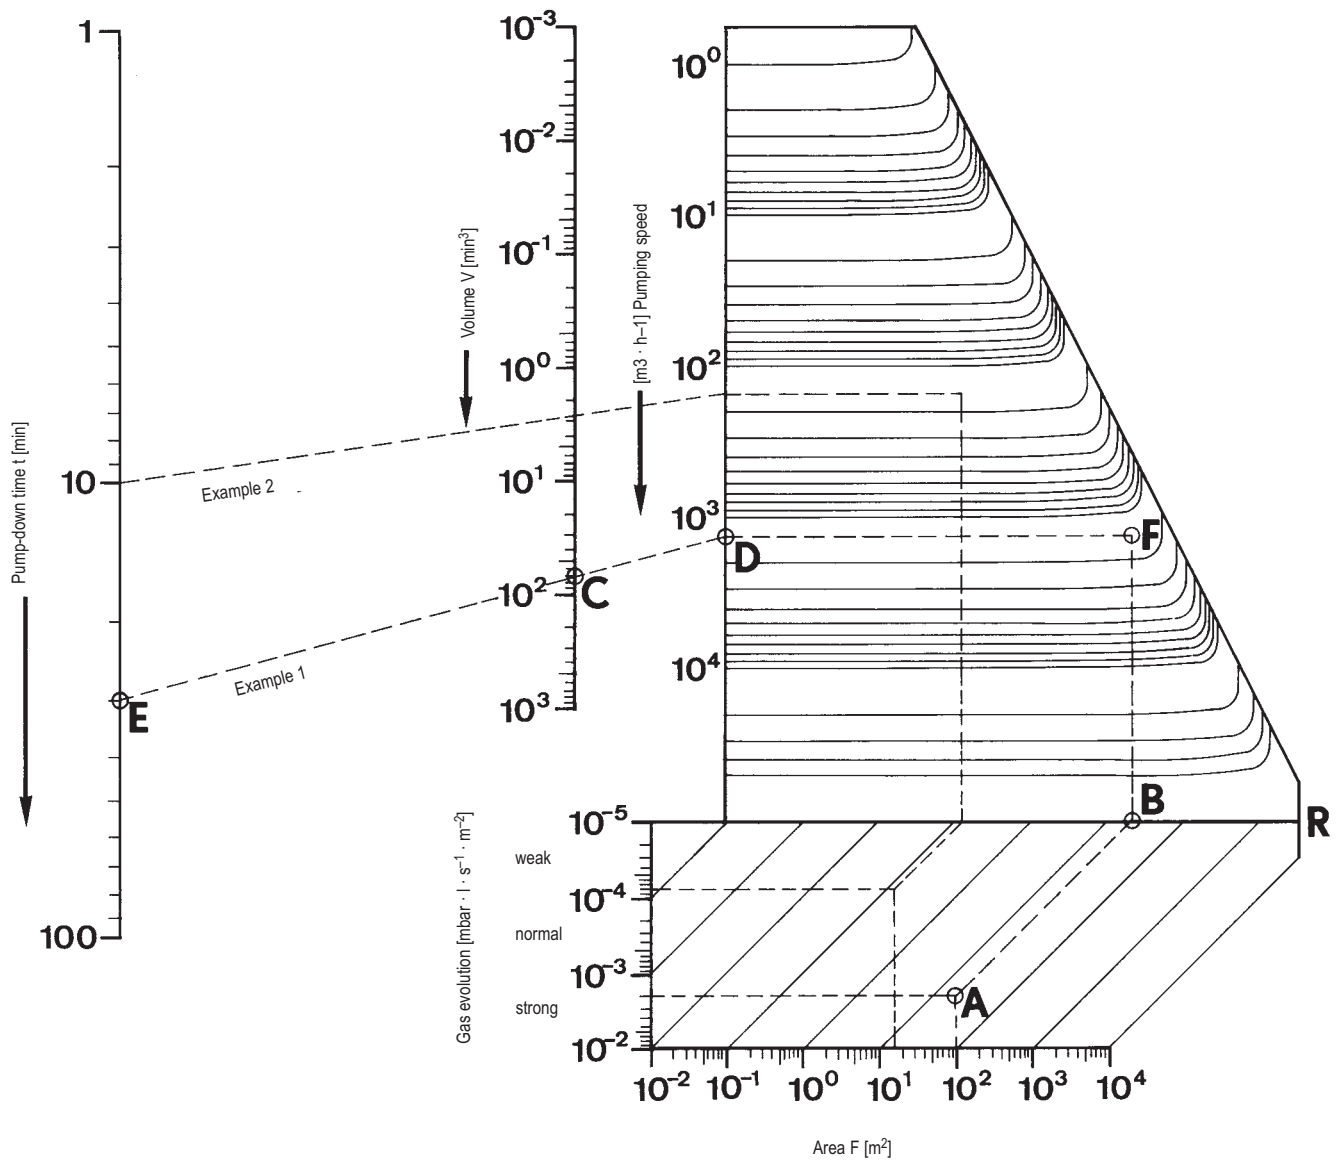 1
10
100
Pump-down time t [min]
Example 2
Example 1
E
Volume V [min³]
10⁻³
10⁻²
10⁻¹
10⁰
10¹
10²
10³
C
[m3 · h–1] Pumping speed
10⁰
10¹
10²
10³
10⁴
D
F
B
R
Gas evolution [mbar · l · s⁻¹ · m⁻²]
weak
normal
strong
10⁻⁵
10⁻⁴
10⁻³
10⁻²
A
10⁻² 10⁻¹ 10⁰ 10¹ 10² 10³ 10⁴
Area F [m²]